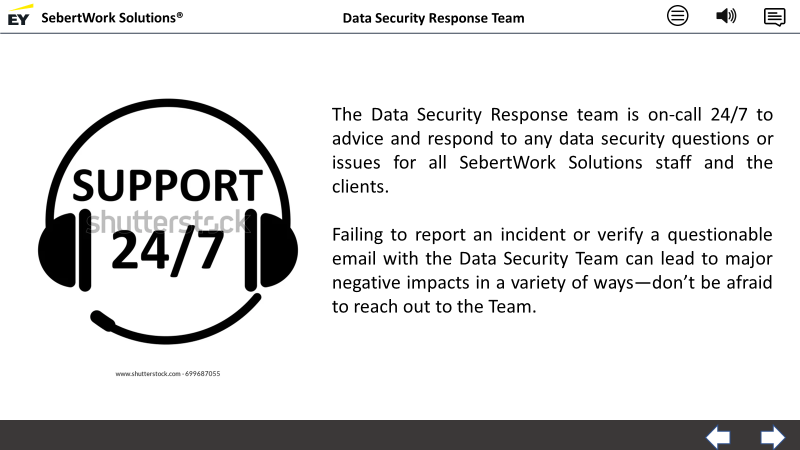 EY SebertWork Solutions®
Data Security Response Team
SUPPORT
shutterstock
24/7
www.shutterstock.com · 699687055
The Data Security Response team is on-call 24/7 to
advice and respond to any data security questions or
issues for all SebertWork Solutions staff and the
clients.
Failing to report an incident or verify a questionable
email with the Data Security Team can lead to major
negative impacts in a variety of ways—don’t be afraid
to reach out to the Team.